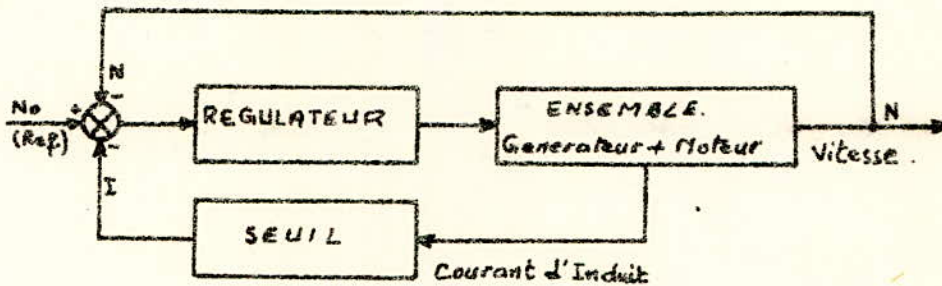 N
-
No
+
(Ref.)
-
I
REGULATEUR
ENSEMBLE.
Generateur + Moteur
N
Vitesse.
SEUIL
Courant d'Induit